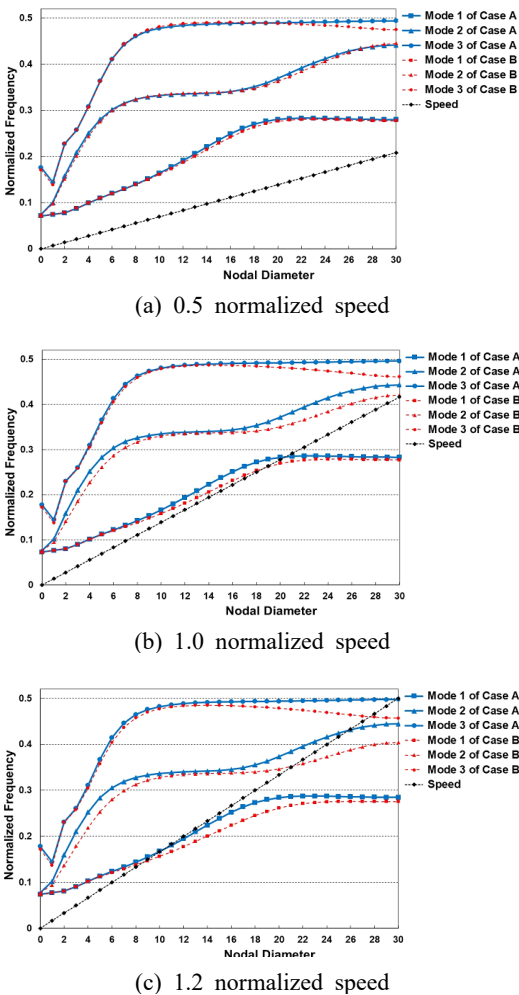 0.5
0.4
0.3
0.2
0.1
0
Normalized Frequency
0 2 4 6 8 10 12 14 16 18 20 22 24 26 28 30
Nodal Diameter
Mode 1 of Case A
Mode 2 of Case A
Mode 3 of Case A
Mode 1 of Case B
Mode 2 of Case B
Mode 3 of Case B
Speed
(a) 0.5 normalized speed
0.5
0.4
0.3
0.2
0.1
0
Normalized Frequency
0 2 4 6 8 10 12 14 16 18 20 22 24 26 28 30
Nodal Diameter
Mode 1 of Case A
Mode 2 of Case A
Mode 3 of Case A
Mode 1 of Case B
Mode 2 of Case B
Mode 3 of Case B
Speed
(b) 1.0 normalized speed
0.5
0.4
0.3
0.2
0.1
0
Normalized Frequency
0 2 4 6 8 10 12 14 16 18 20 22 24 26 28 30
Nodal Diameter
Mode 1 of Case A
Mode 2 of Case A
Mode 3 of Case A
Mode 1 of Case B
Mode 2 of Case B
Mode 3 of Case B
Speed
(c) 1.2 normalized speed